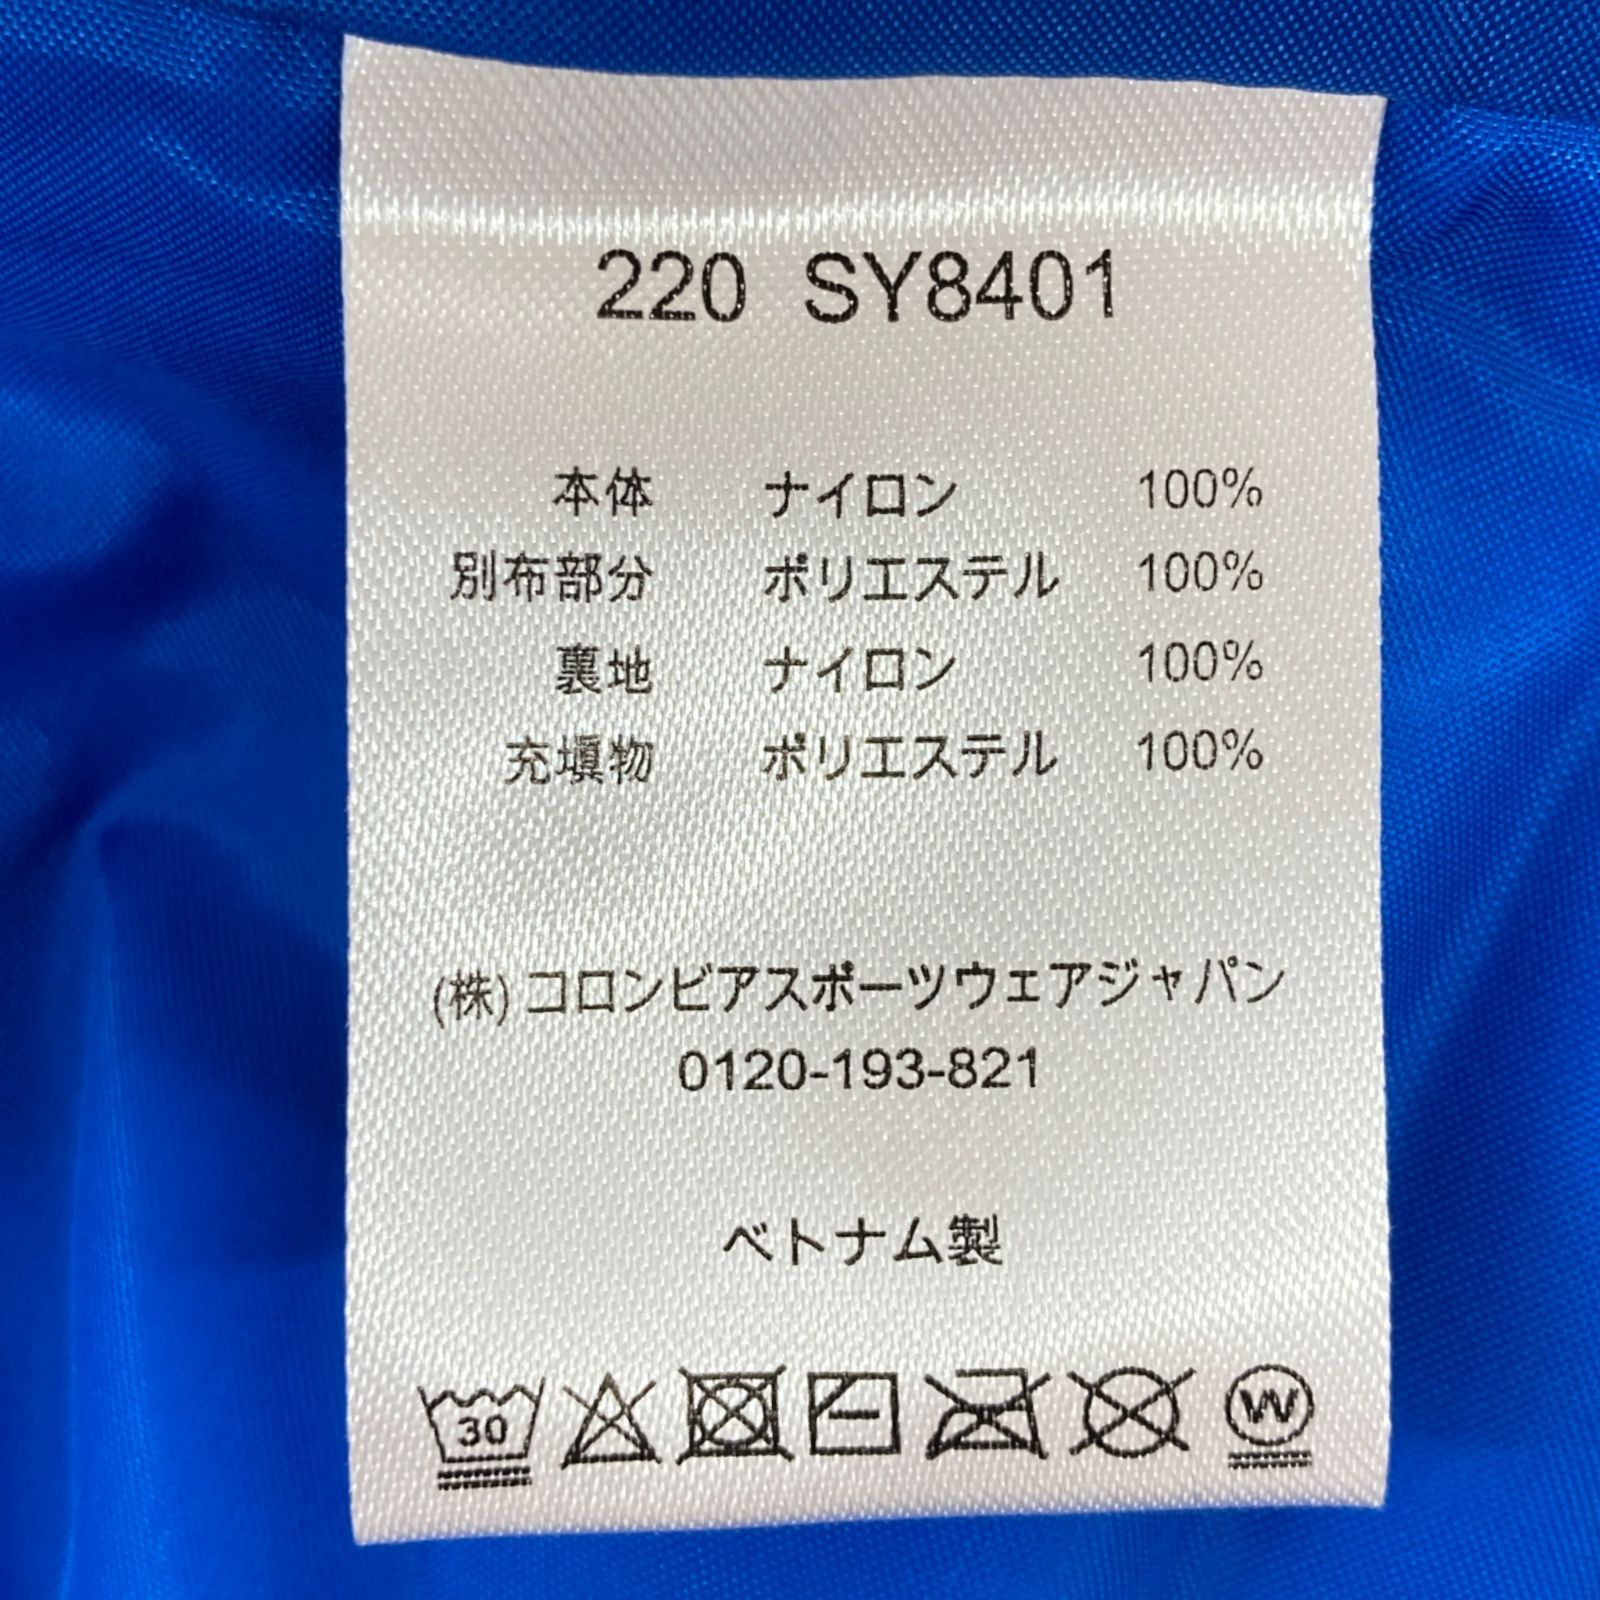 220 SY8401
本体 ナイロン 100%
別布部分 ポリエステル 100%
裏地 ナイロン 100%
充填物 ポリエステル 100%
(株)コロンビアスポーツウェアジャパン
0120-193-821
ベトナム製
30 W